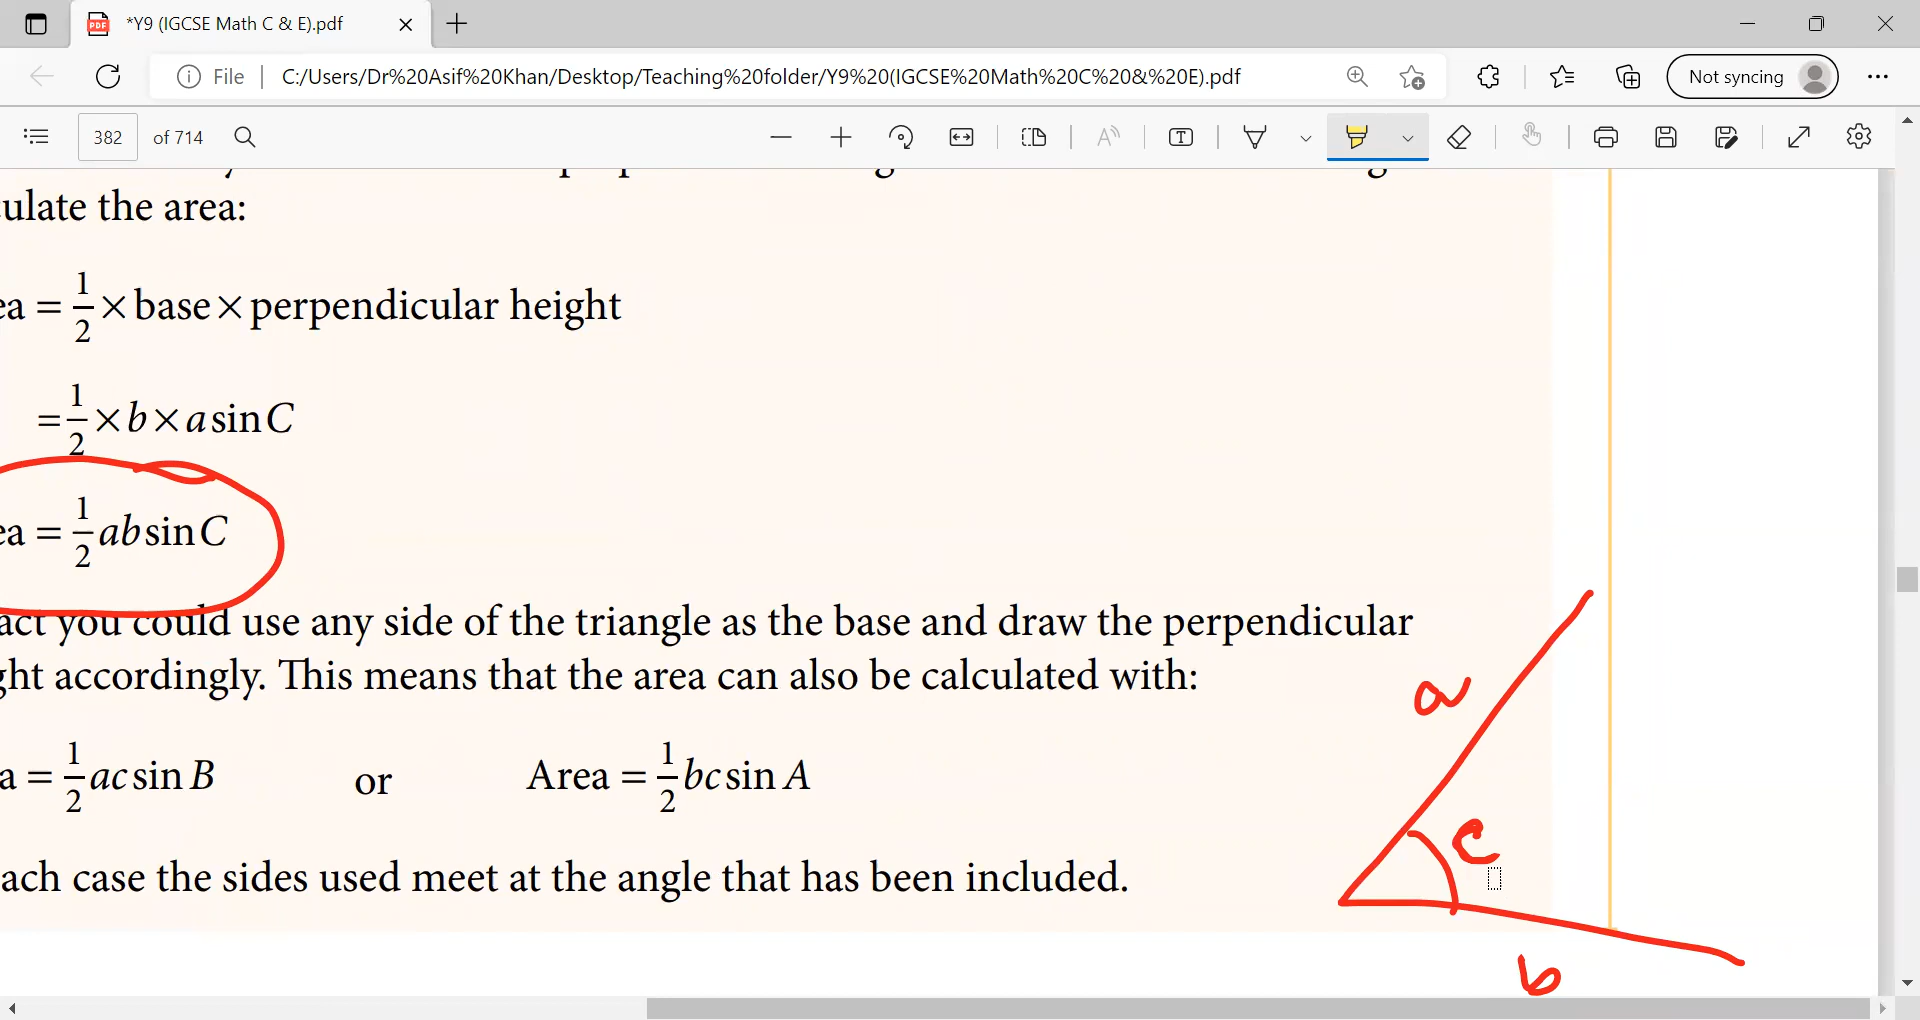 *Y9 (IGCSE Math C & E).pdf
File | C:/Users/Dr%20Asif%20Khan/Desktop/Teaching%20folder/Y9%20(IGCSE%20Math%20C%20&%20E).pdf
Not syncing
382 of 714
ulate the area:
ea = 1/2 × base × perpendicular height
= 1/2 × b × a sin C
ea = 1/2 ab sin C
act you could use any side of the triangle as the base and draw the perpendicular
ght accordingly. This means that the area can also be calculated with:
a = 1/2 ac sin B or Area = 1/2 bc sin A
ach case the sides used meet at the angle that has been included.
a
C
b